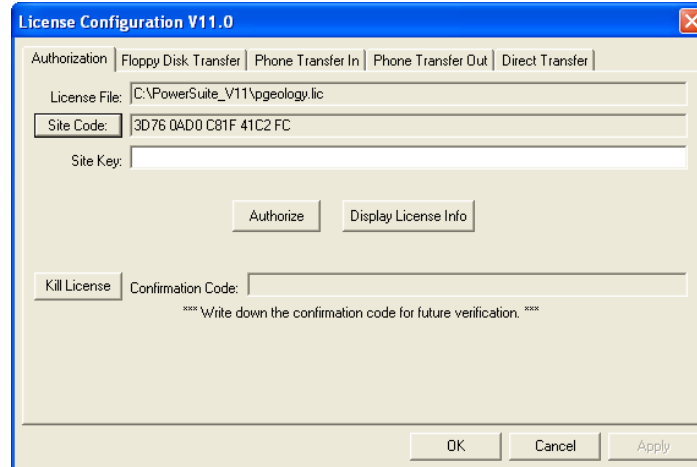 License Configuration V11.0
Authorization Floppy Disk Transfer Phone Transfer In Phone Transfer Out Direct Transfer
License File: C:\PowerSuite_V11\pgeology.lic
Site Code: 3D76 0AD0 C81F 41C2 FC
Site Key:
Authorize Display License Info
Kill License Confirmation Code:
*** Write down the confirmation code for future verification. ***
OK Cancel Apply